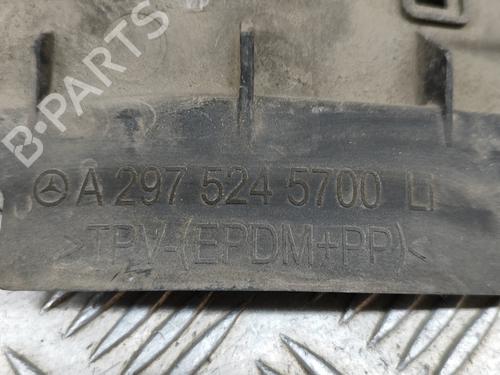 B-PARTS
A 297 524 5700 LI
>TPV-(EPDM+PP)<